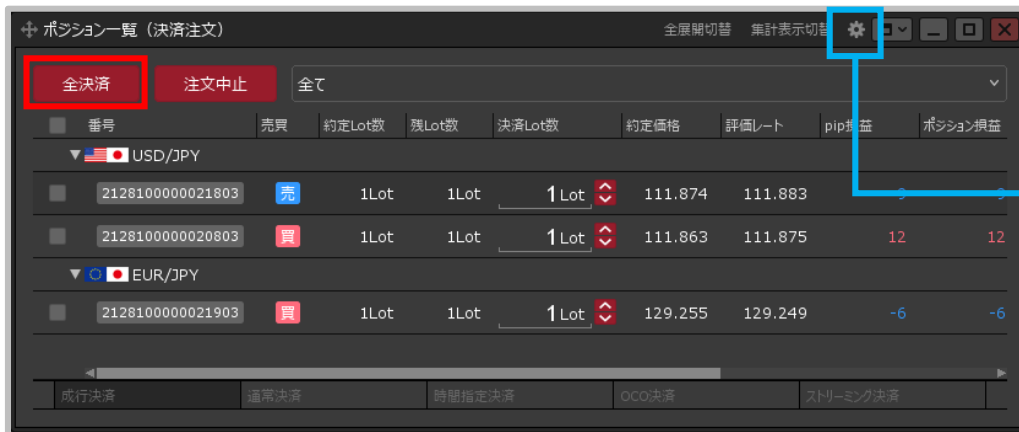 ポジション一覧（決済注文） 全展開切替 集計表示切替
全決済 注文中止 全て
番号 売買 約定Lot数 残Lot数 決済Lot数 約定価格 評価レート pip損益 ポジション損益
USD/JPY
2128100000021803 売 1Lot 1Lot 1 Lot 111.874 111.883 -9 -9
2128100000020803 買 1Lot 1Lot 1 Lot 111.863 111.875 12 12
EUR/JPY
2128100000021903 買 1Lot 1Lot 1 Lot 129.255 129.249 -6 -6
成行決済 通常決済 時間指定決済 OCO決済 ストリーミング決済